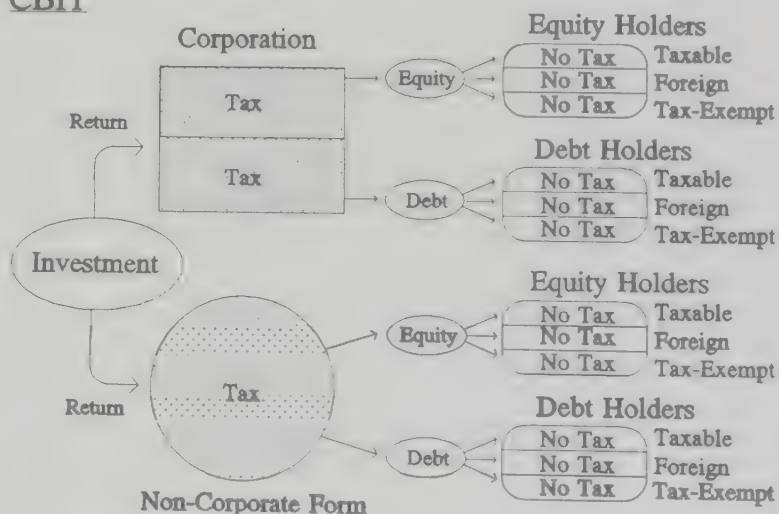 CBIT
Corporation
Equity Holders
Tax
Equity
No Tax Taxable
No Tax Foreign
No Tax Tax-Exempt
Return
Tax
Debt Holders
Debt
No Tax Taxable
No Tax Foreign
No Tax Tax-Exempt
Investment
Equity Holders
Equity
No Tax Taxable
No Tax Foreign
No Tax Tax-Exempt
Tax
Return
Debt Holders
Debt
No Tax Taxable
No Tax Foreign
No Tax Tax-Exempt
Non-Corporate Form